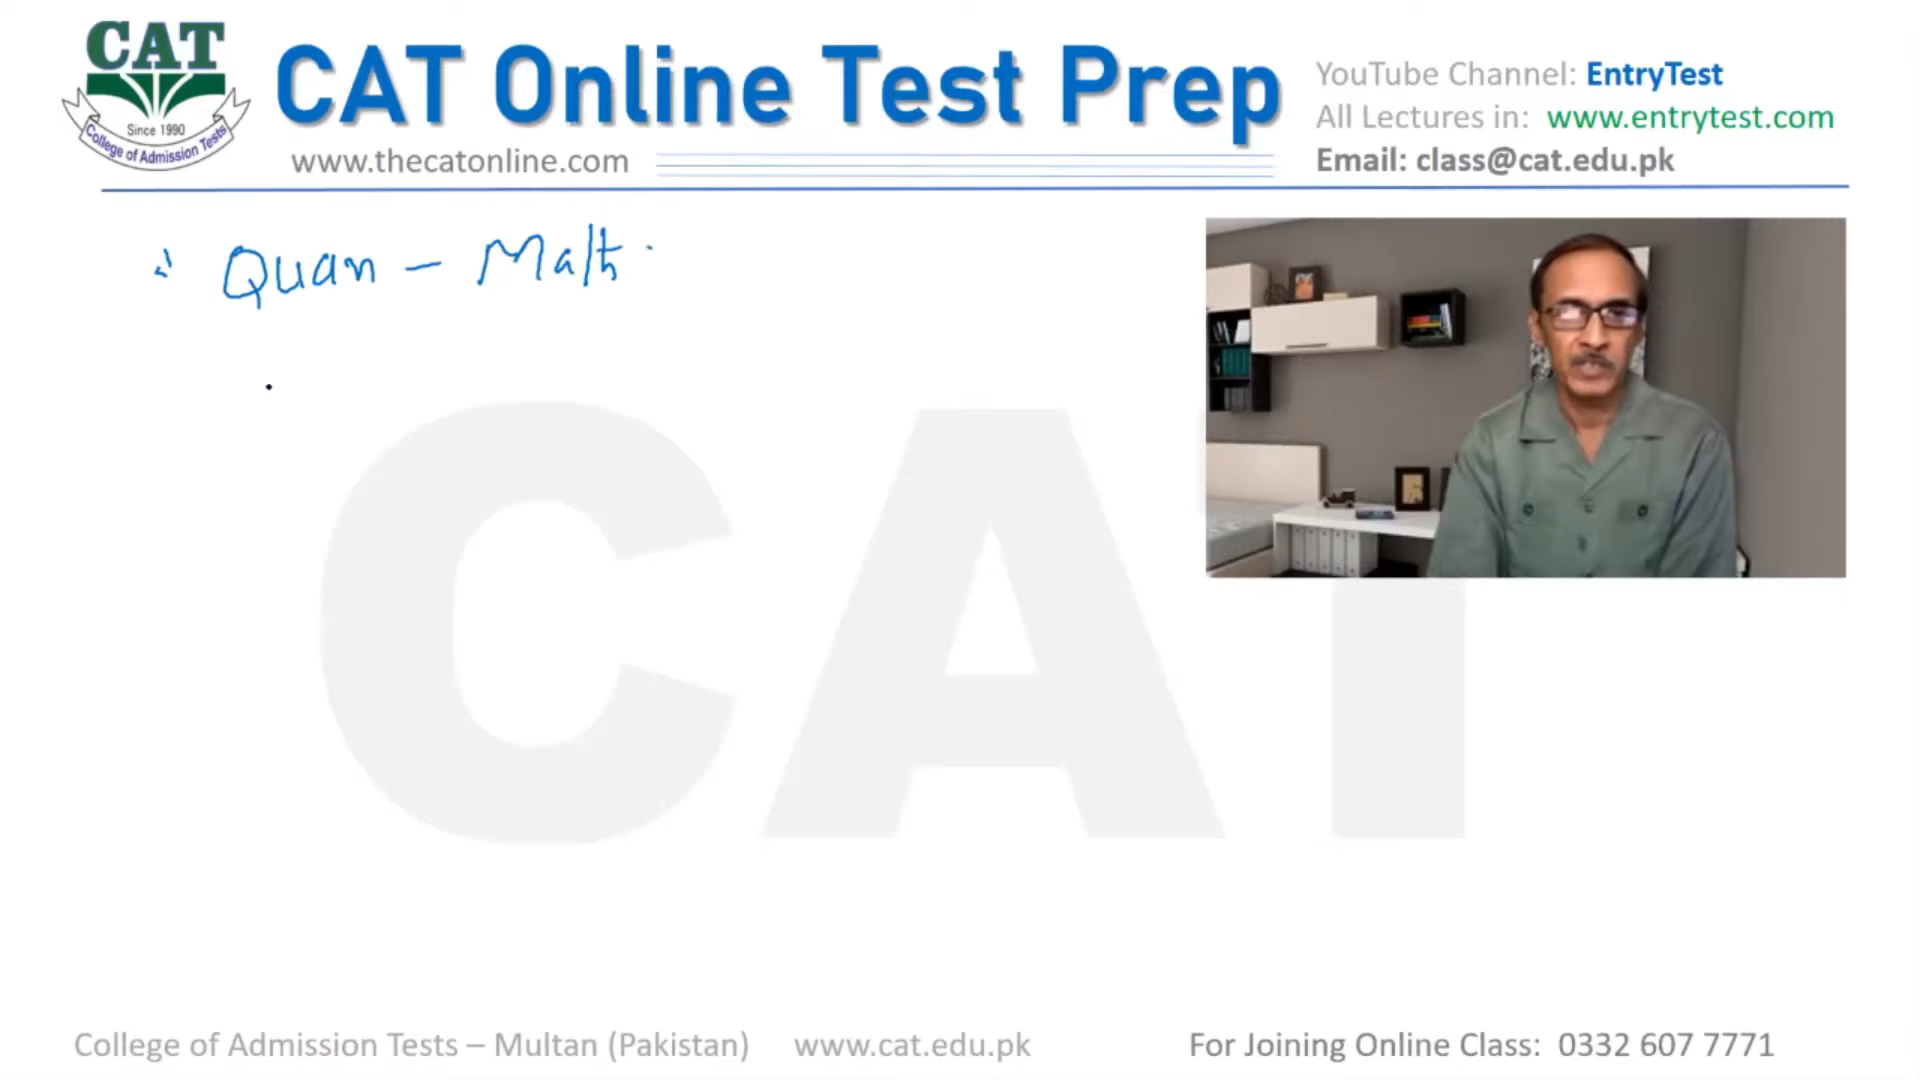 CAT
Since 1990
College of Admission Tests
CAT Online Test Prep
www.thecatonline.com
YouTube Channel: EntryTest
All Lectures in: www.entrytest.com
Email: class@cat.edu.pk
Quan - Math
CAT
College of Admission Tests – Multan (Pakistan) www.cat.edu.pk For Joining Online Class: 0332 607 7771